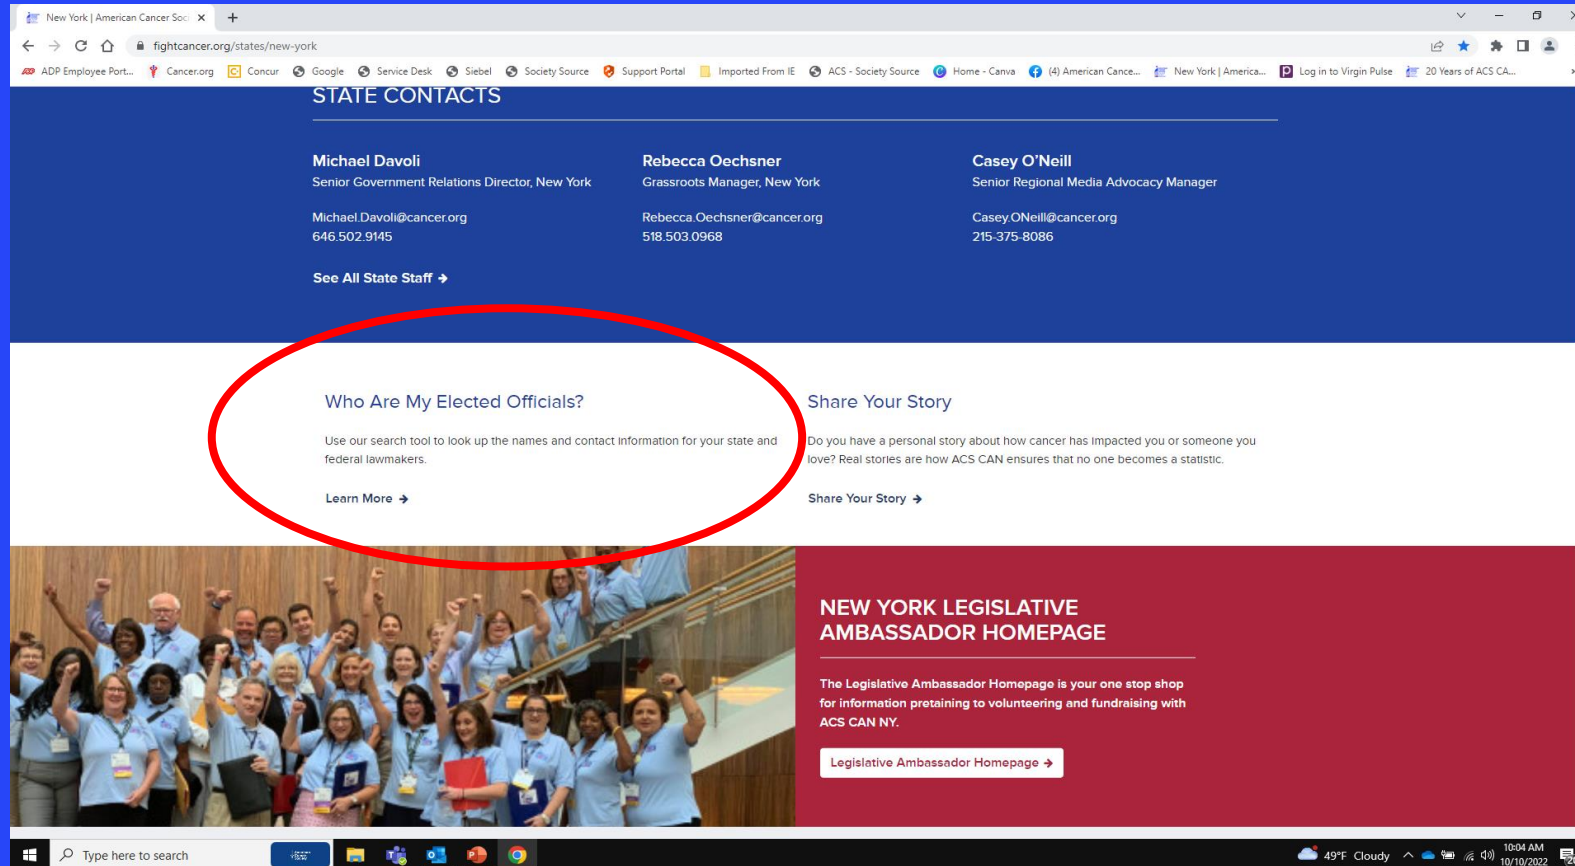 New York | American Cancer Soc
fightcancer.org/states/new-york
ADP Employee Port... Cancer.org Concur Google Service Desk Siebel Society Source Support Portal Imported From IE ACS - Society Source Home - Canva (4) American Cance... New York | America... Log in to Virgin Pulse 20 Years of ACS CA...
STATE CONTACTS
Michael Davoli Rebecca Oechsner Casey O’Neill
Senior Government Relations Director, New York Grassroots Manager, New York Senior Regional Media Advocacy Manager
Michael.Davoli@cancer.org Rebecca.Oechsner@cancer.org Casey.ONeill@cancer.org
646.502.9145 518.503.0968 215-375-8086
See All State Staff →
Who Are My Elected Officials?
Use our search tool to look up the names and contact information for your state and
federal lawmakers.
Learn More →
Share Your Story
Do you have a personal story about how cancer has impacted you or someone you
love? Real stories are how ACS CAN ensures that no one becomes a statistic.
Share Your Story →
NEW YORK LEGISLATIVE
AMBASSADOR HOMEPAGE
The Legislative Ambassador Homepage is your one stop shop
for information pretaining to volunteering and fundraising with
ACS CAN NY.
Legislative Ambassador Homepage →
Type here to search
49°F Cloudy
10:04 AM
10/10/2022